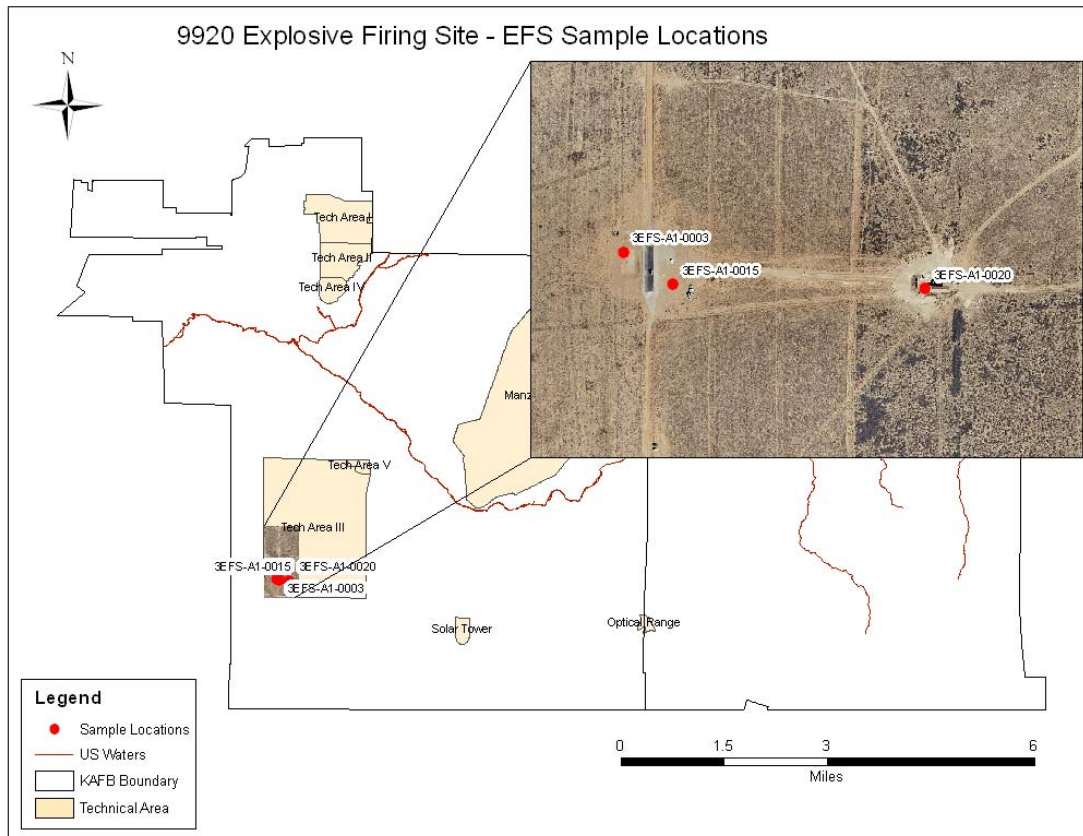 9920 Explosive Firing Site - EFS Sample Locations
N
3EFS-A1-0003
3EFS-A1-0015
3EFS-A1-0020
Tech Area I
Tech Area II
Tech Area IV
Manz
Tech Area V
Tech Area III
3EFS-A1-0015
3EFS-A1-0020
3EFS-A1-0003
Solar Tower
Optical Range
Legend
Sample Locations
US Waters
KAFB Boundary
Technical Area
0 1.5 3 6
Miles